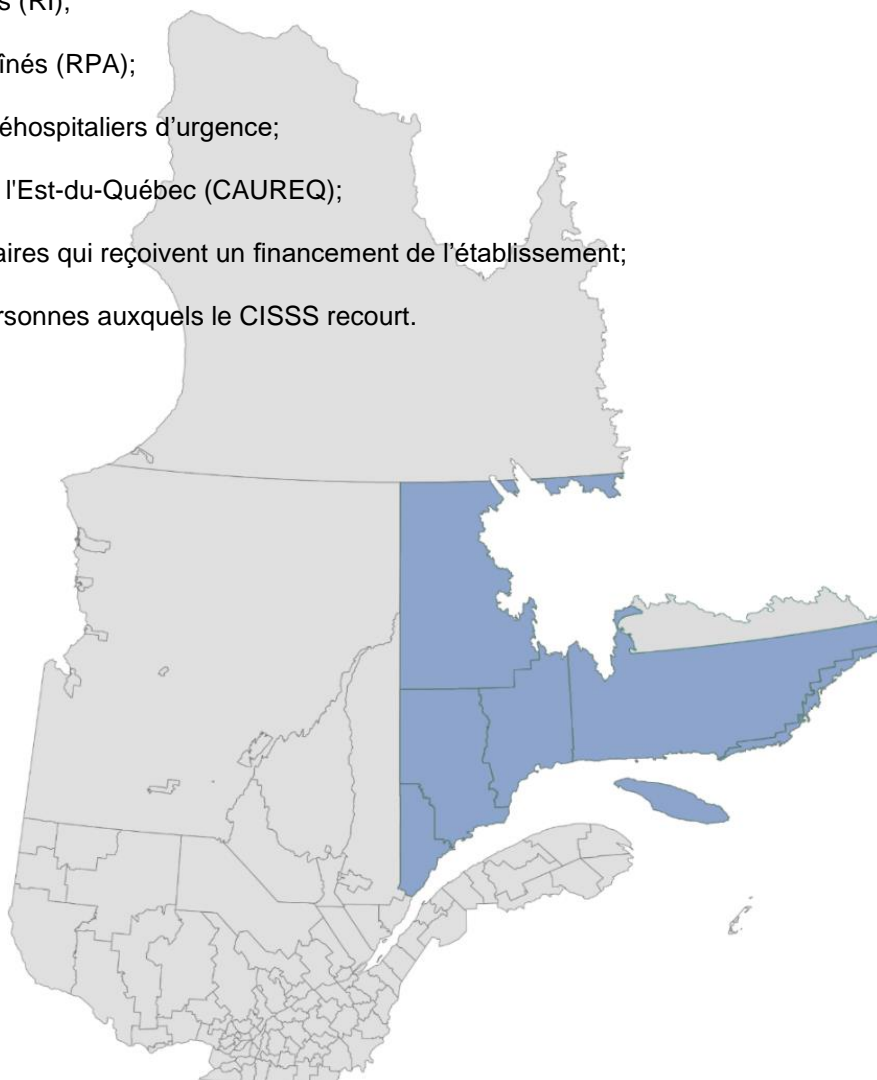 s (RI);
înés (RPA);
éhospitaliers d'urgence;
l'Est-du-Québec (CAUREQ);
aires qui reçoivent un financement de l'établissement;
rsonnes auxquels le CISSS recourt.